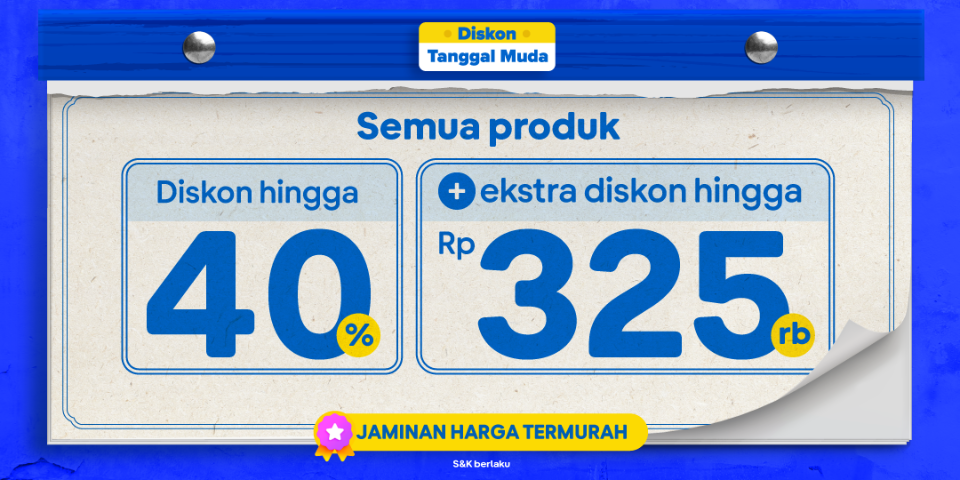 Diskon
Tanggal Muda
Semua produk
Diskon hingga
40%
+ ekstra diskon hingga
Rp 325 rb
JAMINAN HARGA TERMURAH
S&K berlaku